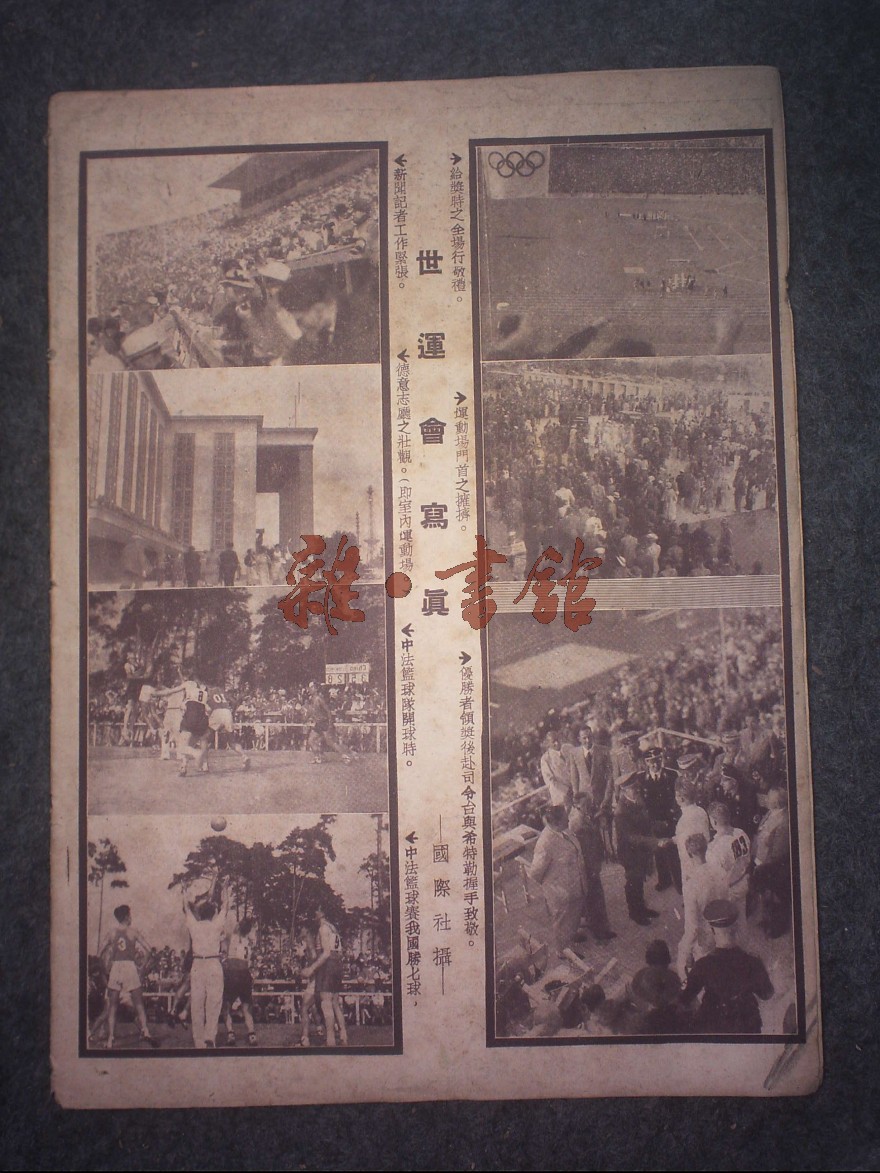 世運會寫眞
給獎時之全場行敬禮。
運動場門首之擁擠。
優勝者領獎後赴司令台與希特勒握手致敬。
新聞記者工作緊張。
德意志廳之壯觀。（即室內運動場）
中法籃球隊開球時。
中法籃球賽我國勝七球，
—國際社攝—
雜·書館
3
8
10